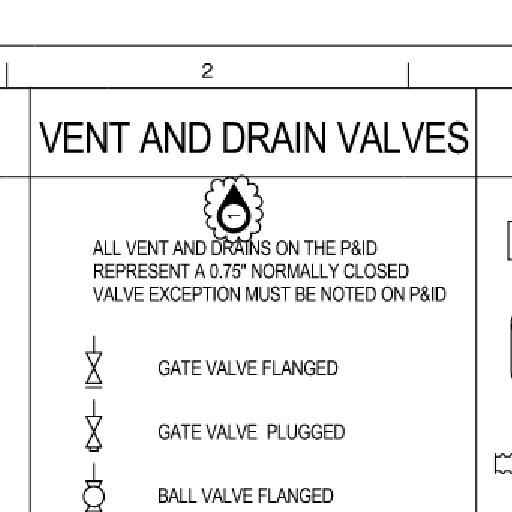 2
VENT AND DRAIN VALVES
ALL VENT AND DRAINS ON THE P&ID
REPRESENT A 0.75" NORMALLY CLOSED
VALVE EXCEPTION MUST BE NOTED ON P&ID
GATE VALVE FLANGED
GATE VALVE PLUGGED
BALL VALVE FLANGED